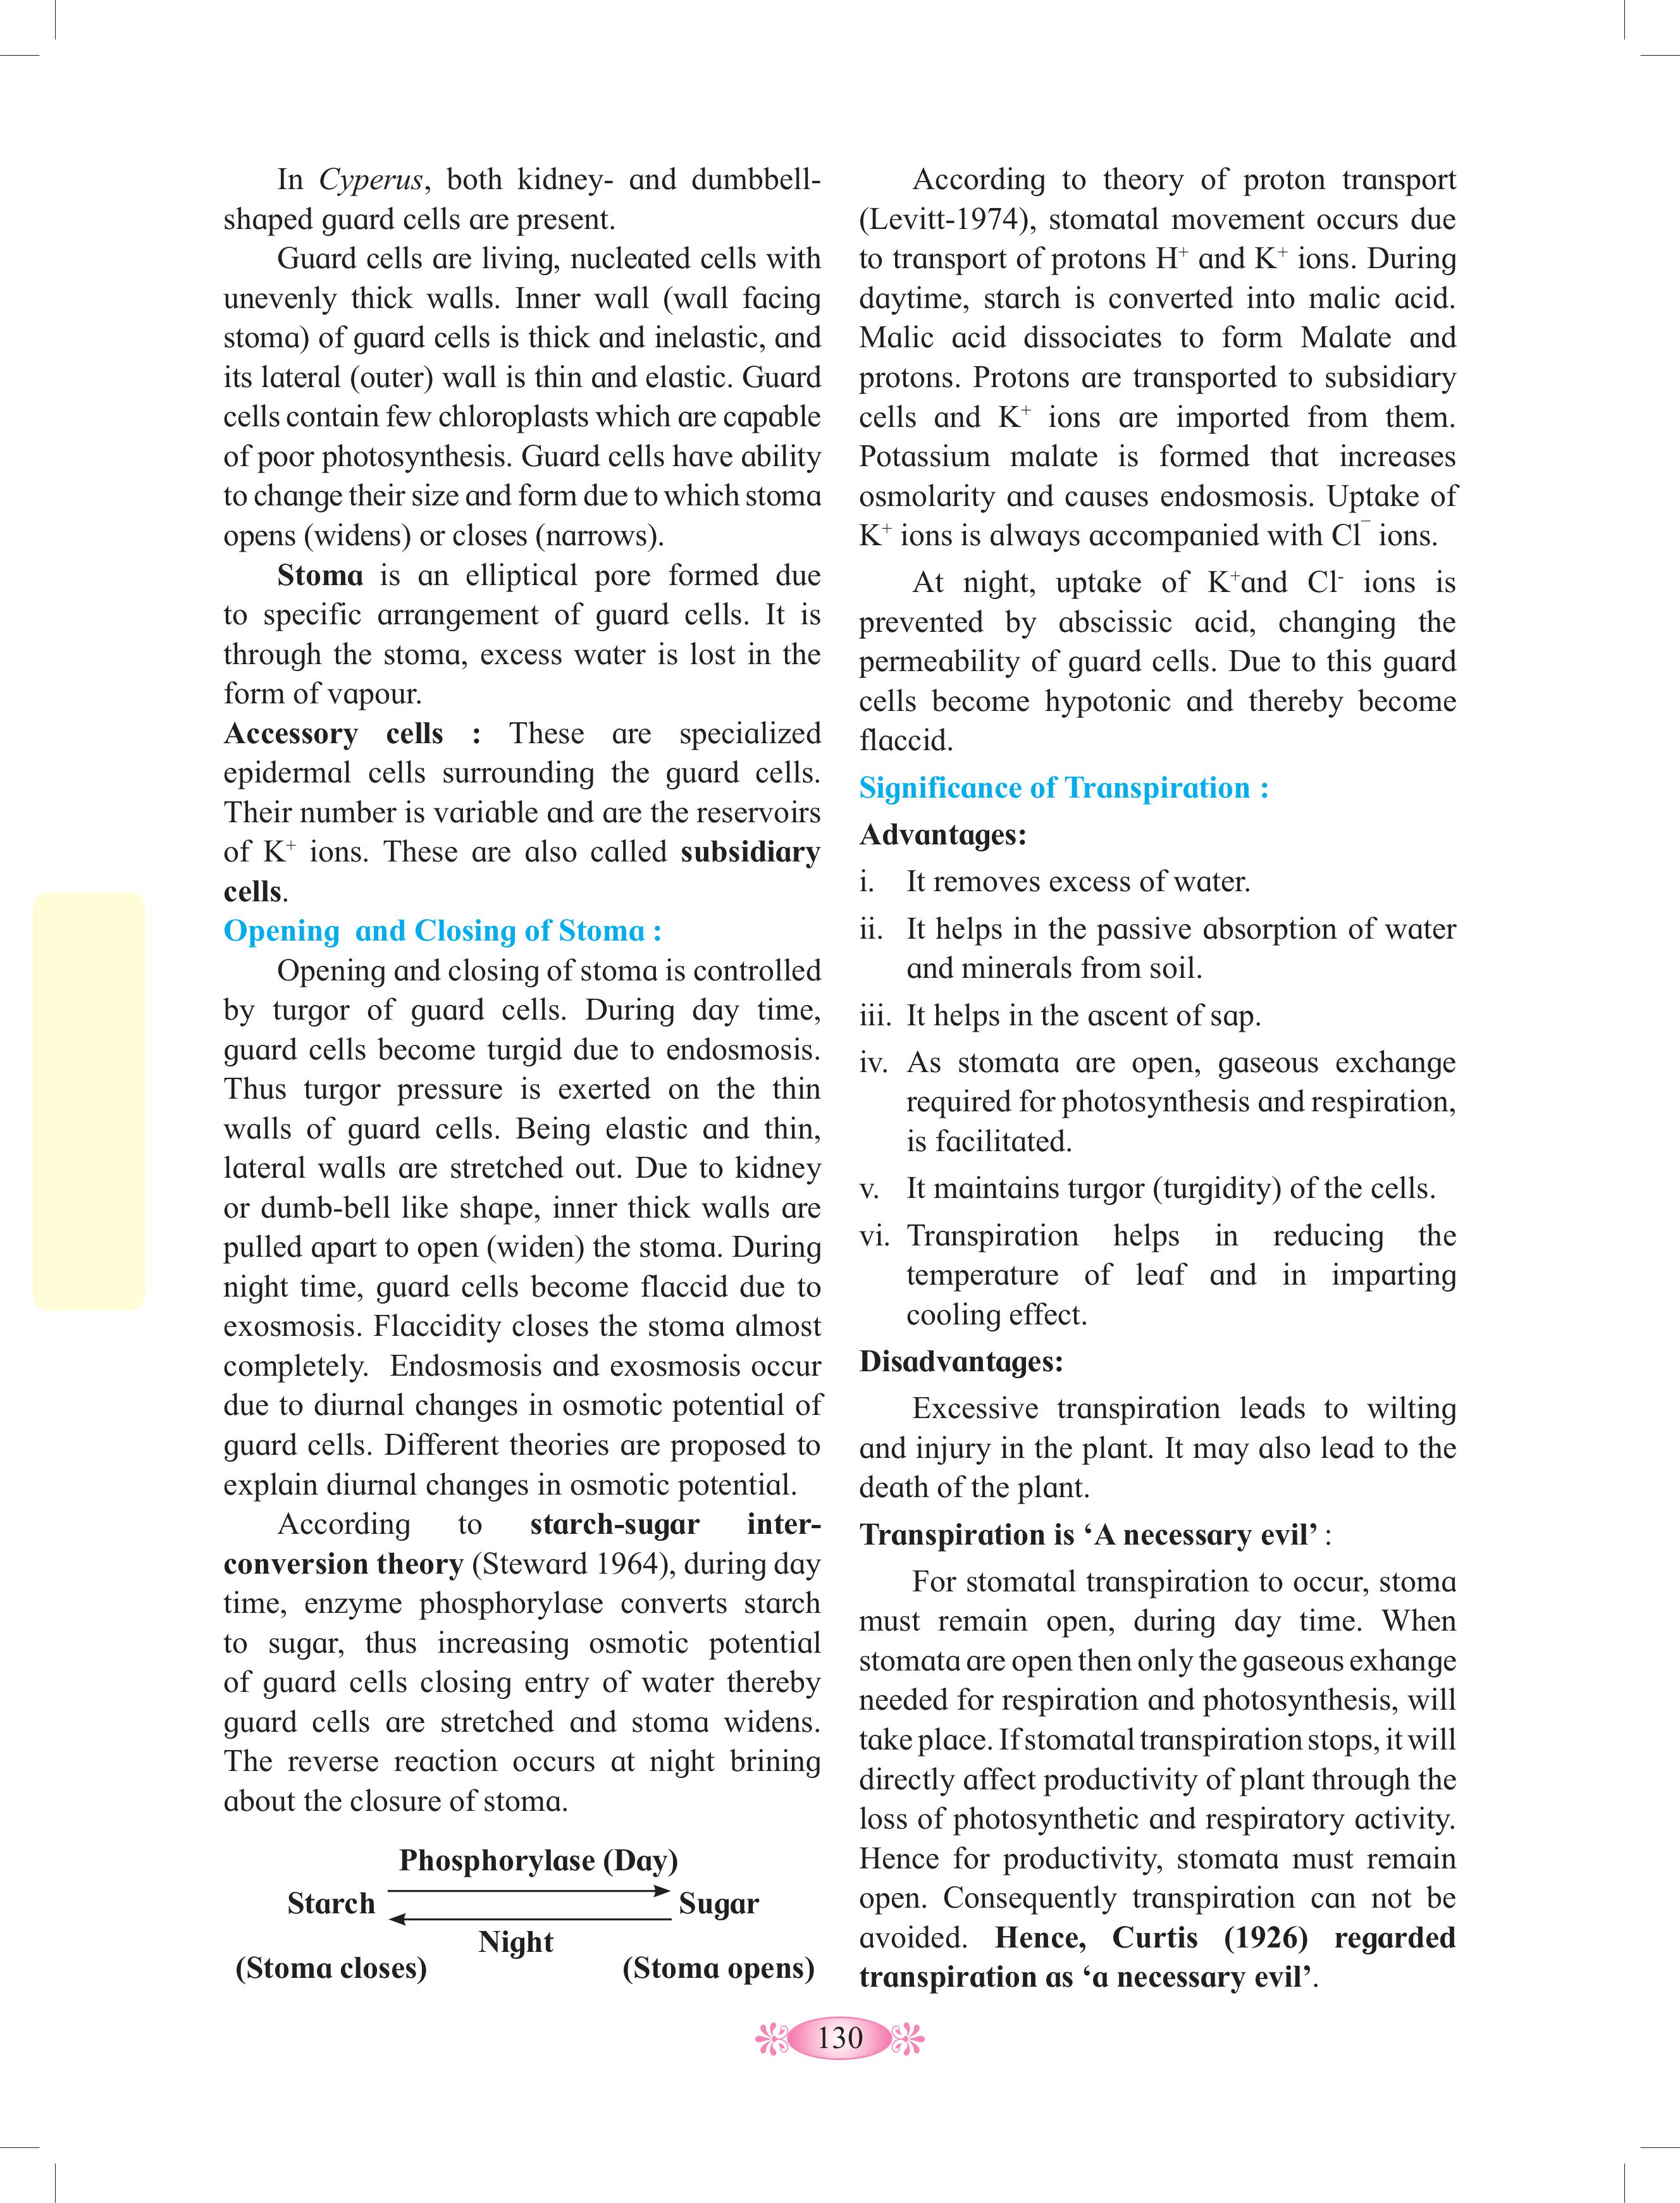 In Cyperus, both kidney- and dumbbell-
shaped guard cells are present.
Guard cells are living, nucleated cells with
unevenly thick walls. Inner wall (wall facing
stoma) of guard cells is thick and inelastic, and
its lateral (outer) wall is thin and elastic. Guard
cells contain few chloroplasts which are capable
of poor photosynthesis. Guard cells have ability
to change their size and form due to which stoma
opens (widens) or closes (narrows).
Stoma is an elliptical pore formed due
to specific arrangement of guard cells. It is
through the stoma, excess water is lost in the
form of vapour.
Accessory cells : These are specialized
epidermal cells surrounding the guard cells.
Their number is variable and are the reservoirs
of K⁺ ions. These are also called subsidiary
cells.
Opening and Closing of Stoma :
Opening and closing of stoma is controlled
by turgor of guard cells. During day time,
guard cells become turgid due to endosmosis.
Thus turgor pressure is exerted on the thin
walls of guard cells. Being elastic and thin,
lateral walls are stretched out. Due to kidney
or dumb-bell like shape, inner thick walls are
pulled apart to open (widen) the stoma. During
night time, guard cells become flaccid due to
exosmosis. Flaccidity closes the stoma almost
completely. Endosmosis and exosmosis occur
due to diurnal changes in osmotic potential of
guard cells. Different theories are proposed to
explain diurnal changes in osmotic potential.
According to starch-sugar inter-
conversion theory (Steward 1964), during day
time, enzyme phosphorylase converts starch
to sugar, thus increasing osmotic potential
of guard cells closing entry of water thereby
guard cells are stretched and stoma widens.
The reverse reaction occurs at night brining
about the closure of stoma.
Phosphorylase (Day)
Starch Sugar
Night
(Stoma closes) (Stoma opens)
According to theory of proton transport
(Levitt-1974), stomatal movement occurs due
to transport of protons H⁺ and K⁺ ions. During
daytime, starch is converted into malic acid.
Malic acid dissociates to form Malate and
protons. Protons are transported to subsidiary
cells and K⁺ ions are imported from them.
Potassium malate is formed that increases
osmolarity and causes endosmosis. Uptake of
K⁺ ions is always accompanied with Cl⁻ ions.
At night, uptake of K⁺and Cl⁻ ions is
prevented by abscissic acid, changing the
permeability of guard cells. Due to this guard
cells become hypotonic and thereby become
flaccid.
Significance of Transpiration :
Advantages:
i. It removes excess of water.
ii. It helps in the passive absorption of water
and minerals from soil.
iii. It helps in the ascent of sap.
iv. As stomata are open, gaseous exchange
required for photosynthesis and respiration,
is facilitated.
v. It maintains turgor (turgidity) of the cells.
vi. Transpiration helps in reducing the
temperature of leaf and in imparting
cooling effect.
Disadvantages:
Excessive transpiration leads to wilting
and injury in the plant. It may also lead to the
death of the plant.
Transpiration is ‘A necessary evil’ :
For stomatal transpiration to occur, stoma
must remain open, during day time. When
stomata are open then only the gaseous exhange
needed for respiration and photosynthesis, will
take place. If stomatal transpiration stops, it will
directly affect productivity of plant through the
loss of photosynthetic and respiratory activity.
Hence for productivity, stomata must remain
open. Consequently transpiration can not be
avoided. Hence, Curtis (1926) regarded
transpiration as ‘a necessary evil’.
130